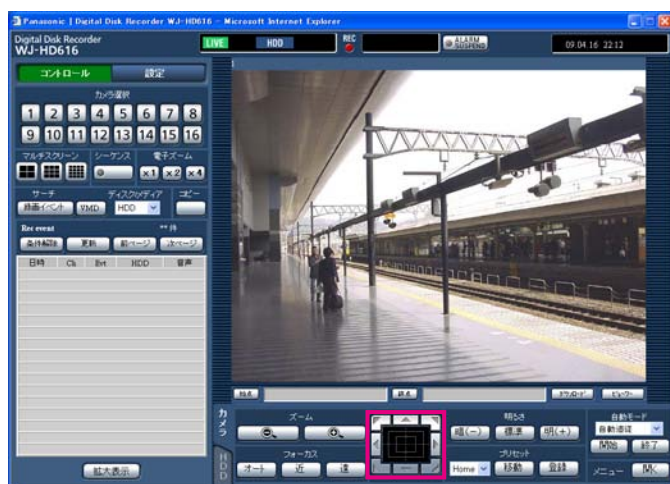 Panasonic | Digital Disk Recorder WJ-HD616 - Microsoft Internet Explorer
Digital Disk Recorder
WJ-HD616
LIVE HDD REC ALARM SUSPEND 09.04.16 22:12
コントロール 設定
カメラ選択
1 2 3 4 5 6 7 8
9 10 11 12 13 14 15 16
マルチスクリーン シーケンス 電子ズーム
×1 ×2 ×4
サーチ ディスク/メディア コピー
録画イベント VMD HDD
Rec event ** 件
条件解除 更新 前ページ 次ページ
日時 Ch Evt HDD 音声
拡大表示
1
始点 終点 ダウンロード ビューワー
カメラ
HDD
ズーム 明るさ 自動モード
暗(-) 標準 明(+) 自動追従
開始 終了
フォーカス プリセット
オート 近 遠 Home 移動 登録 メニュー 開く